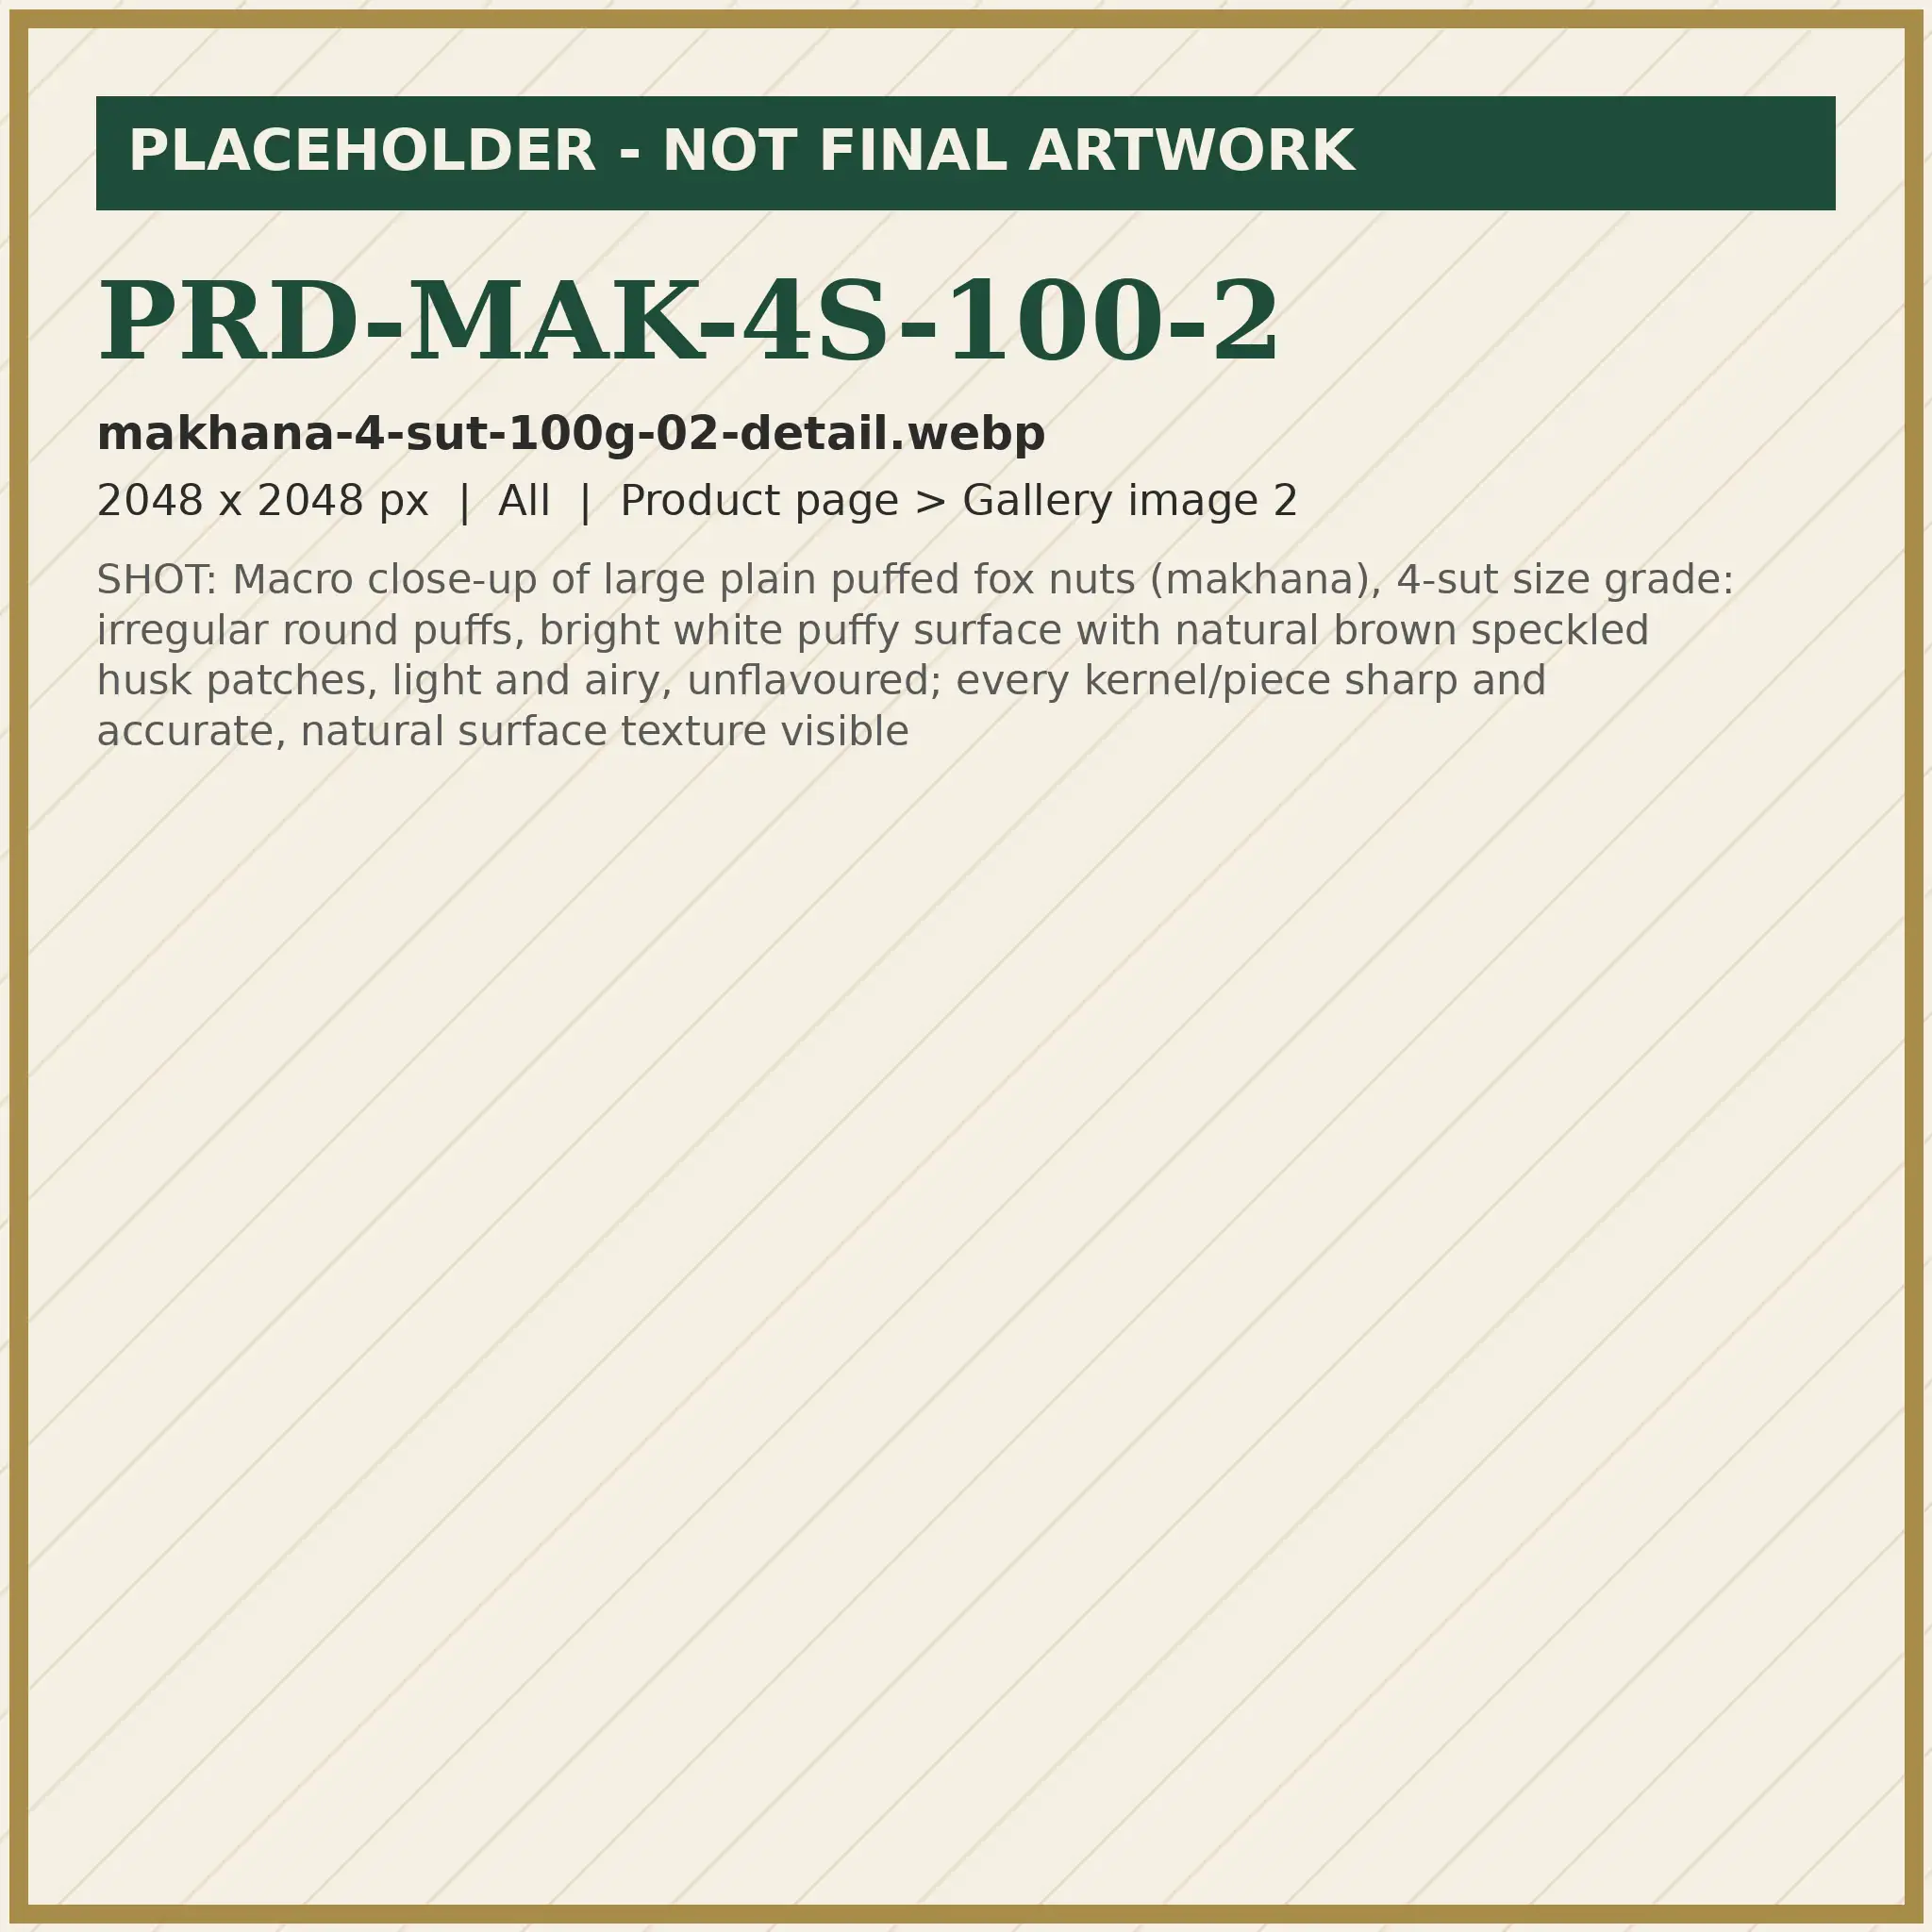 PLACEHOLDER - NOT FINAL ARTWORK
PRD-MAK-4S-100-2
makhana-4-sut-100g-02-detail.webp
2048 x 2048 px | All | Product page > Gallery image 2
SHOT: Macro close-up of large plain puffed fox nuts (makhana), 4-sut size grade:
irregular round puffs, bright white puffy surface with natural brown speckled
husk patches, light and airy, unflavoured; every kernel/piece sharp and
accurate, natural surface texture visible